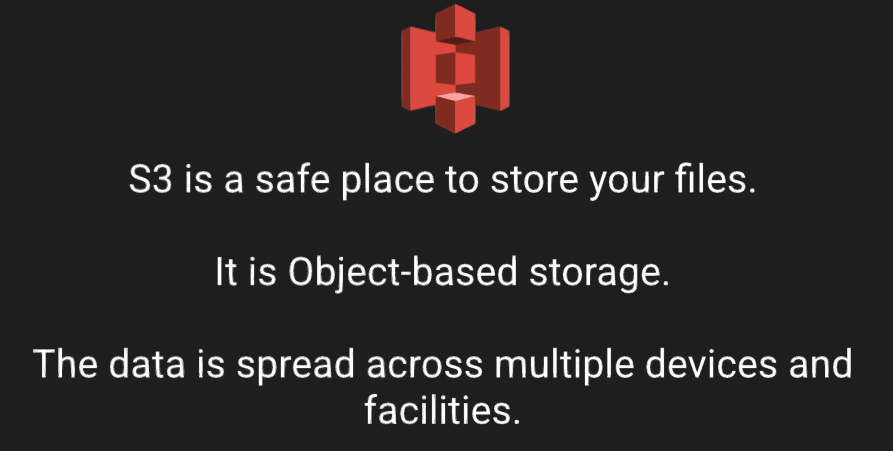 S3 is a safe place to store your files.
It is Object-based storage.
The data is spread across multiple devices and
facilities.